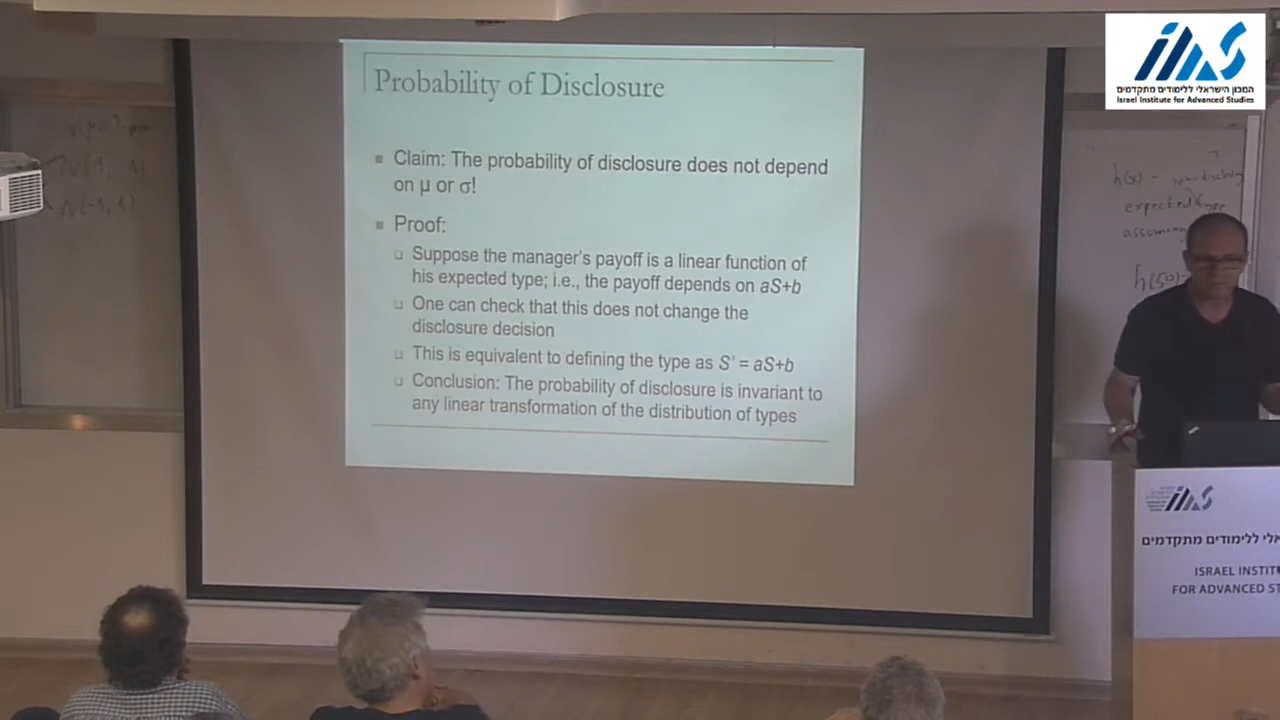 Probability of Disclosure
Claim: The probability of disclosure does not depend
on μ or σ!
Proof:
Suppose the manager's payoff is a linear function of
his expected type; i.e., the payoff depends on aS+b
One can check that this does not change the
disclosure decision
This is equivalent to defining the type as S' = aS+b
Conclusion: The probability of disclosure is invariant to
any linear transformation of the distribution of types
המכון הישראלי ללימודים מתקדמים
Israel Institute for Advanced Studies
h(x) - non-disclosure
expected type
אלי ללימודים מתקדמים
ISRAEL INSTIT
FOR ADVANCED ST